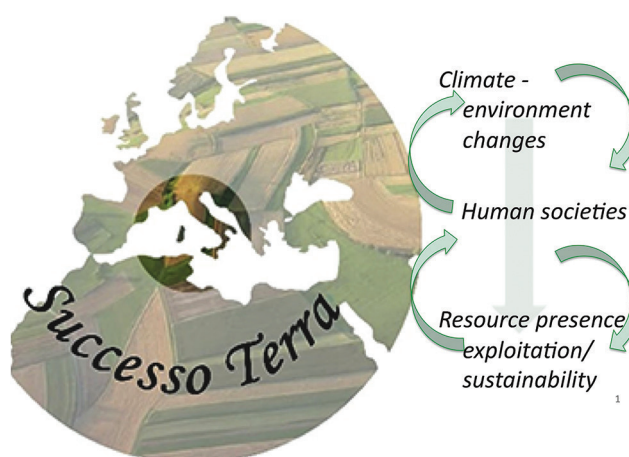 Successo Terra
Climate -
environment
changes
Human societies
Resource presence
exploitation/
sustainability
1